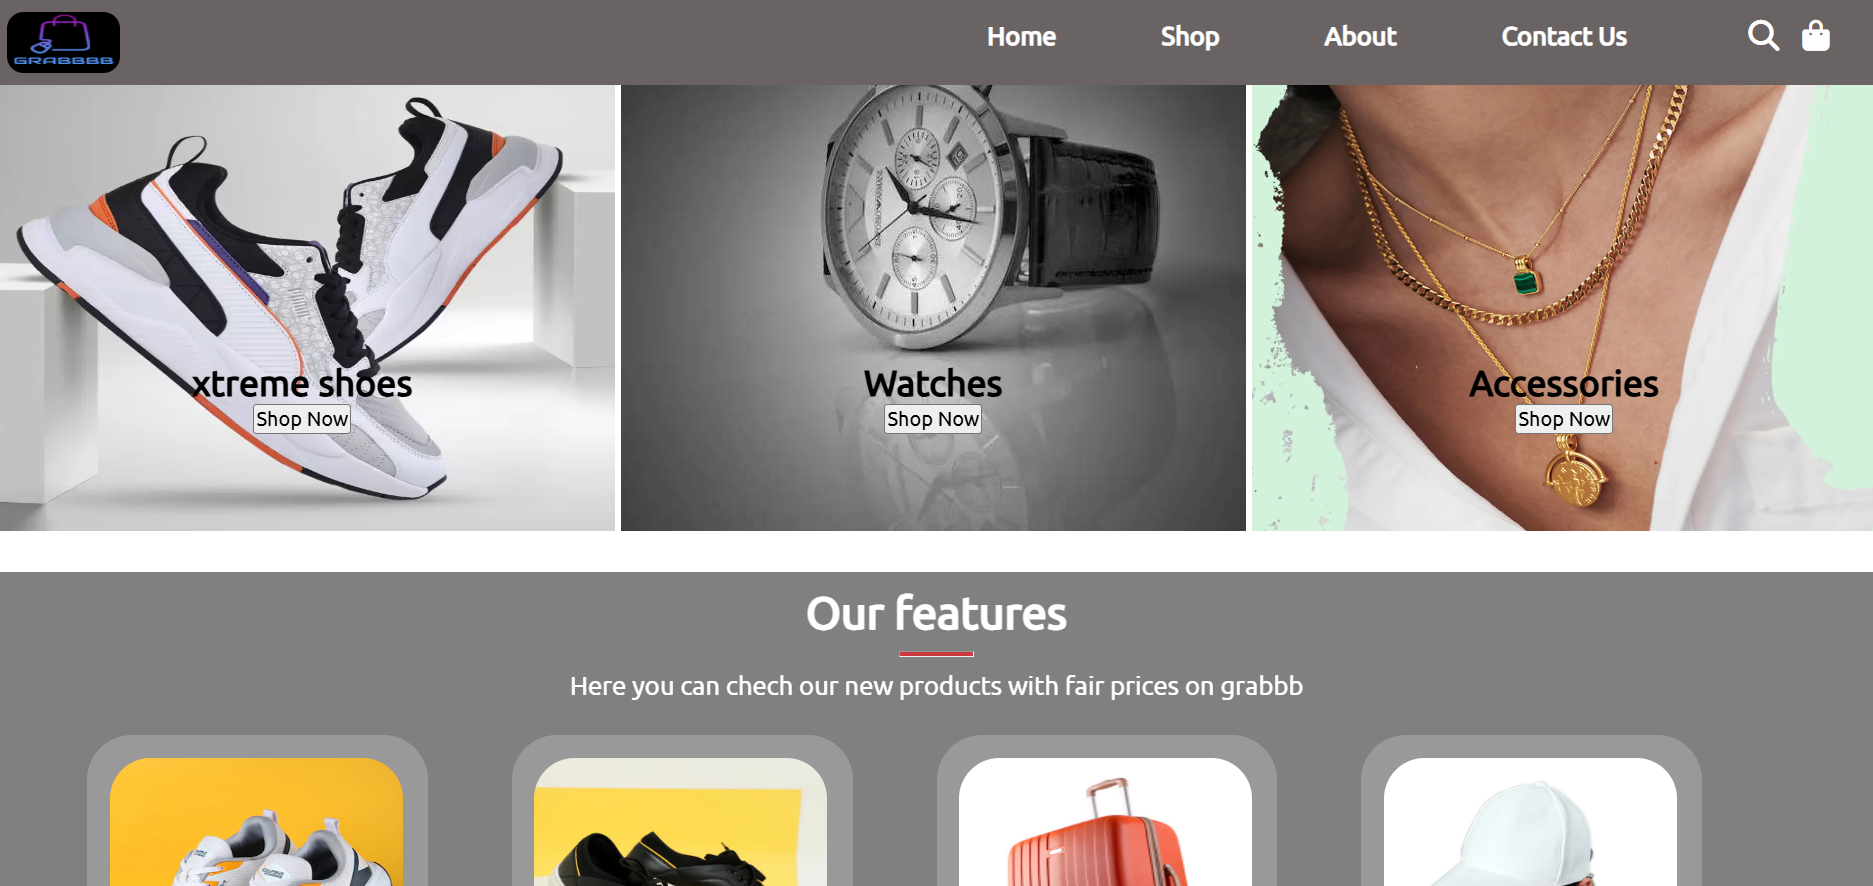 GRABBBB
Home Shop About Contact Us
xtreme shoes
Shop Now
Watches
Shop Now
Accessories
Shop Now
Our features
Here you can chech our new products with fair prices on grabbb